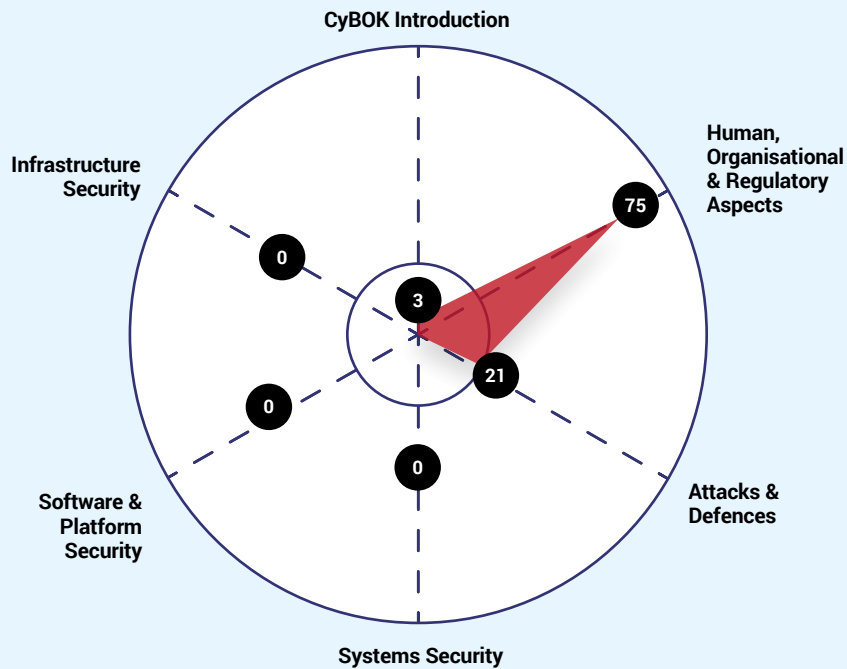 CyBOK Introduction
Human,
Organisational
& Regulatory
Aspects
Infrastructure
Security
75
0
3
21
0
0
Attacks &
Defences
Software &
Platform
Security
Systems Security